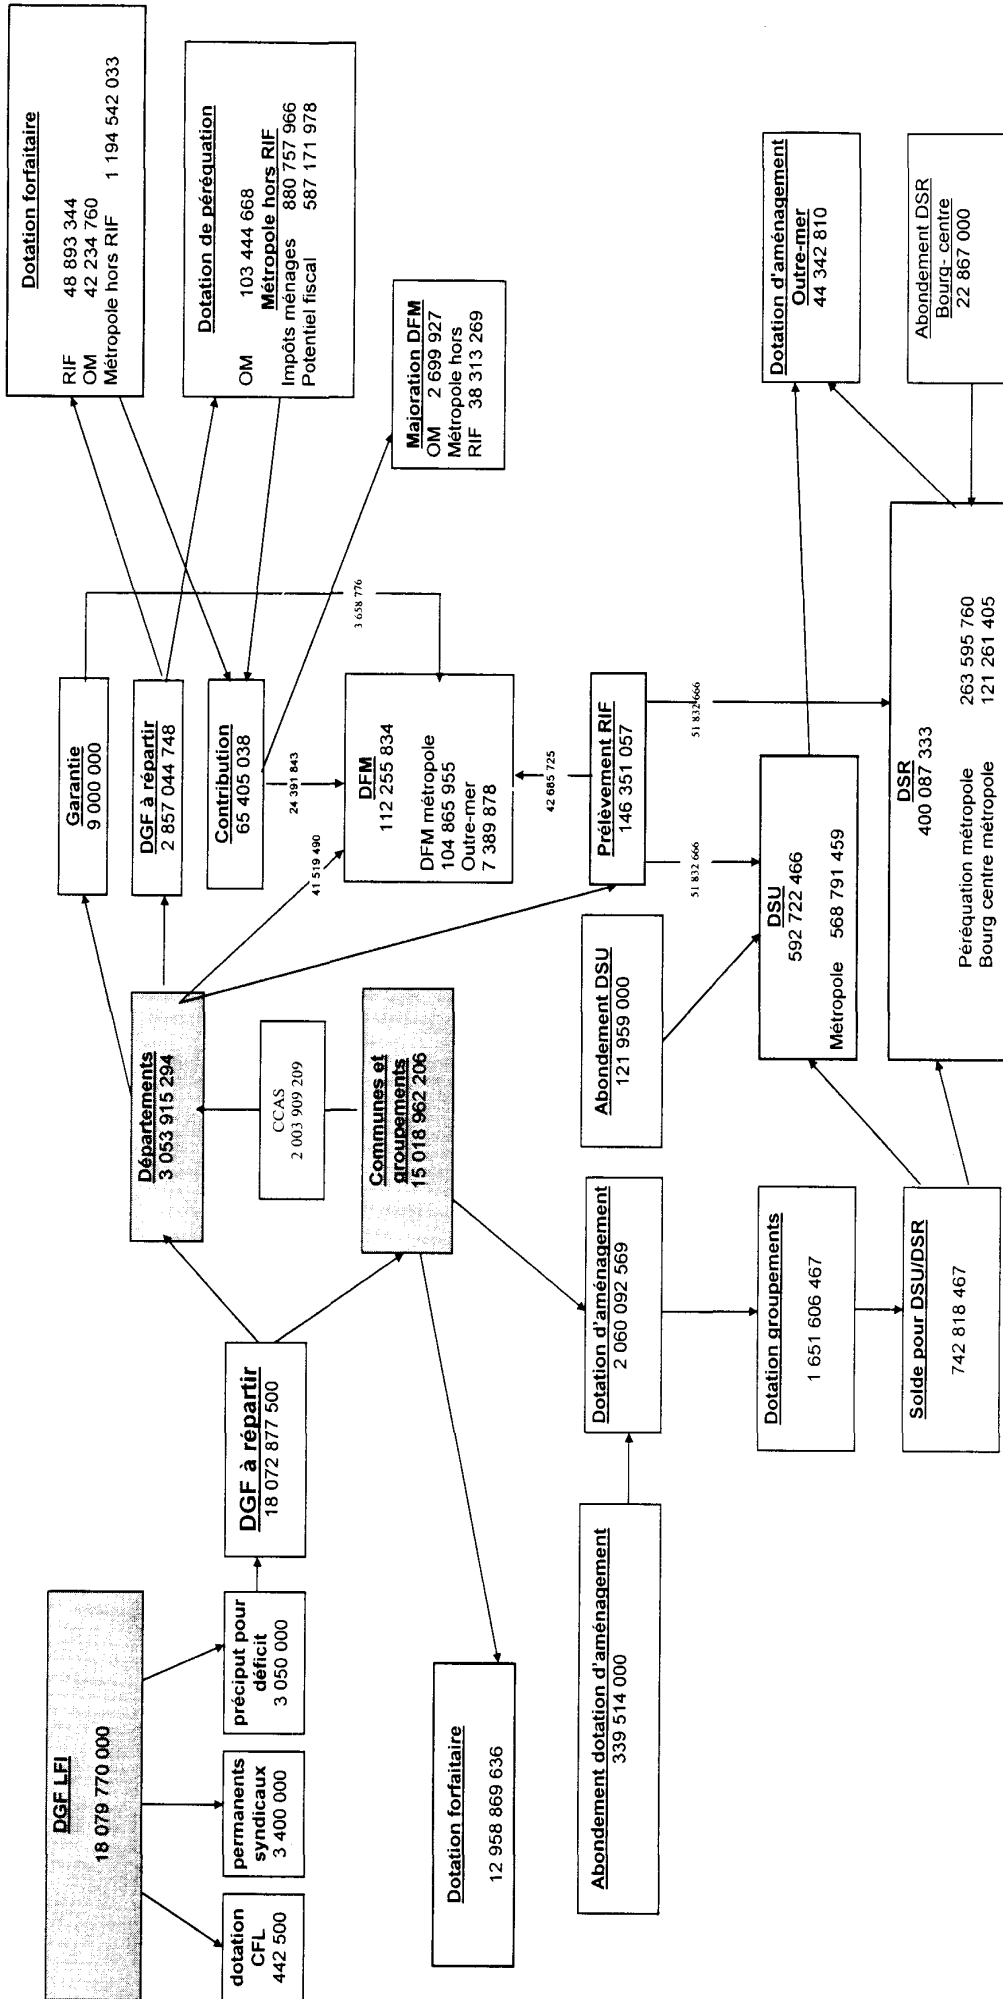 DGF LFI
18 079 770 000
dotation
CFL
442 500
permanents
syndicaux
3 400 000
préciput pour
déficit
3 050 000
DGF à répartir
18 072 877 500
Départements
3 053 915 294
CCAS
2 003 909 209
Communes et
groupements
15 018 962 206
Garantie
9 000 000
DGF à répartir
2 857 044 748
Contribution
65 405 038
Dotation forfaitaire
RIF 48 893 344
OM 42 234 760
Métropole hors RIF 1 194 542 033
Dotation de péréquation
OM 103 444 668
Métropole hors RIF
Impôts ménages 880 757 966
Potentiel fiscal 587 171 978
Majoration DFM
OM 2 699 927
Métropole hors
RIF 38 313 269
3 658 776
24 391 843
41 519 490
DFM
112 255 834
DFM métropole
104 865 955
Outre-mer
7 389 878
42 685 725
Prélèvement RIF
146 351 057
51 832 666
51 832 666
Dotation forfaitaire
12 958 869 636
Abondement dotation d'aménagement
339 514 000
Dotation d'aménagement
2 060 092 569
Abondement DSU
121 959 000
Dotation groupements
1 651 606 467
Solde pour DSU/DSR
742 818 467
DSU
592 722 466
Métropole 568 791 459
Dotation d'aménagement
Outre-mer
44 342 810
DSR
400 087 333
Péréquation métropole 263 595 760
Bourg centre métropole 121 261 405
Abondement DSR
Bourg- centre
22 867 000